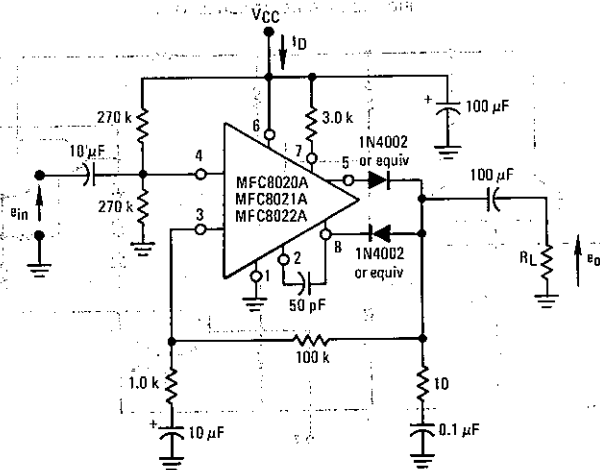 VCC
ID
270 k
6
3.0 k
+
100 µF
10 µF
4
7
5
1N4002
or equiv
100 µF
MFC8020A
MFC8021A
MFC8022A
ein
270 k
3
8
1N4002
or equiv
RL
eo
2
1
50 pF
100 k
1.0 k
10
+
10 µF
0.1 µF